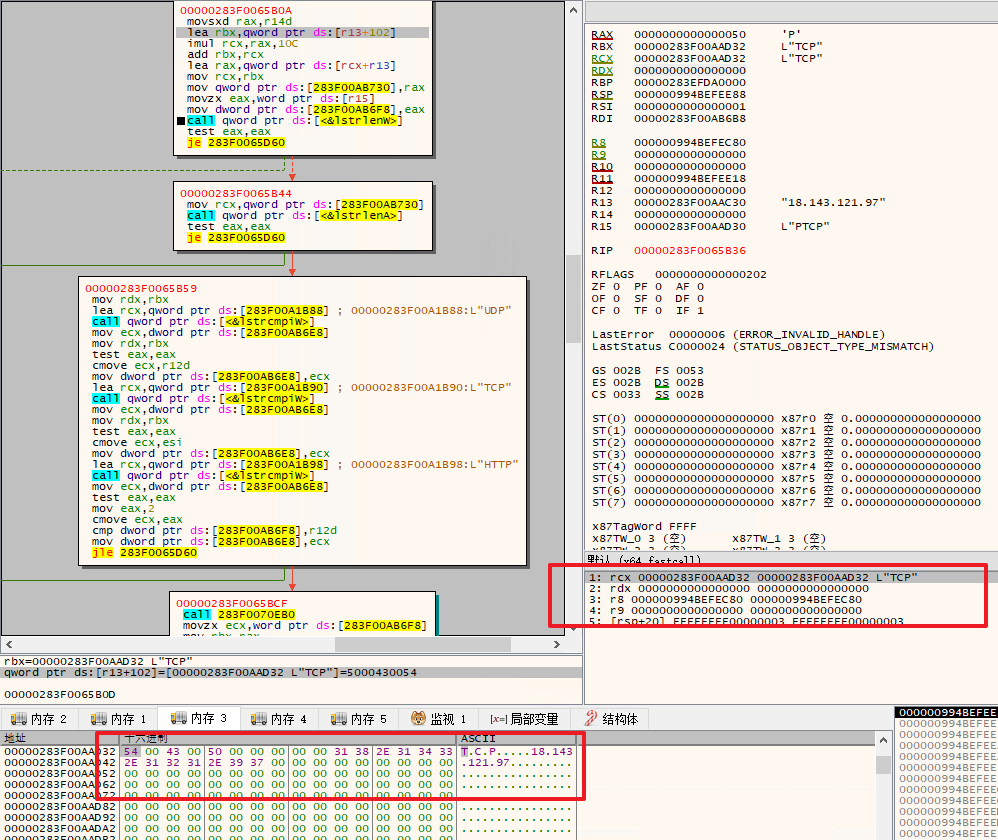 00000283F0065B0A
movsxd rax,r14d
lea rbx,qword ptr ds:[r13+102]
imul rcx,rax,10C
add rbx,rcx
lea rax,qword ptr ds:[rcx+r13]
mov rcx,rbx
mov qword ptr ds:[283F00AB730],rax
movzx eax,word ptr ds:[r15]
mov dword ptr ds:[283F00AB6F8],eax
call qword ptr ds:[<&lstrlenW>]
test eax,eax
je 283F0065D60
00000283F0065B44
mov rcx,qword ptr ds:[283F00AB730]
call qword ptr ds:[<&lstrlenA>]
test eax,eax
je 283F0065D60
00000283F0065B59
mov rdx,rbx
lea rcx,qword ptr ds:[283F00A1B88] ; 00000283F00A1B88:L"UDP"
call qword ptr ds:[<&lstrcmpiW>]
mov ecx,dword ptr ds:[283F00AB6E8]
mov rdx,rbx
test eax,eax
cmove ecx,r12d
mov dword ptr ds:[283F00AB6E8],ecx
lea rcx,qword ptr ds:[283F00A1B90] ; 00000283F00A1B90:L"TCP"
call qword ptr ds:[<&lstrcmpiW>]
mov ecx,dword ptr ds:[283F00AB6E8]
mov rdx,rbx
test eax,eax
cmove ecx,esi
mov dword ptr ds:[283F00AB6E8],ecx
lea rcx,qword ptr ds:[283F00A1B98] ; 00000283F00A1B98:L"HTTP"
call qword ptr ds:[<&lstrcmpiW>]
mov ecx,dword ptr ds:[283F00AB6E8]
test eax,eax
mov eax,2
cmove ecx,eax
cmp dword ptr ds:[283F00AB6F8],r12d
mov dword ptr ds:[283F00AB6E8],ecx
jle 283F0065D60
00000283F0065BCF
call 283F0070EB0
movzx ecx,word ptr ds:[283F00AB6F8]
rbx=00000283F00AAD32 L"TCP"
qword ptr ds:[r13+102]=[00000283F00AAD32 L"TCP"]=5000430054
00000283F0065B0D
RAX 0000000000000050 'P'
RBX 00000283F00AAD32 L"TCP"
RCX 00000283F00AAD32 L"TCP"
RDX 0000000000000000
RBP 00000283EFDA0000
RSP 000000994BEFEE88
RSI 0000000000000001
RDI 00000283F00AB6B8
R8 000000994BEFEC80
R9 0000000000000000
R10 0000000000000000
R11 000000994BEFEE18
R12 0000000000000000
R13 00000283F00AAC30 "18.143.121.97"
R14 0000000000000000
R15 00000283F00AAD30 L"PTCP"
RIP 00000283F0065B36
RFLAGS 0000000000000202
ZF 0 PF 0 AF 0
OF 0 SF 0 DF 0
CF 0 TF 0 IF 1
LastError 00000006 (ERROR_INVALID_HANDLE)
LastStatus C0000024 (STATUS_OBJECT_TYPE_MISMATCH)
GS 002B FS 0053
ES 002B DS 002B
CS 0033 SS 002B
ST(0) 00000000000000000000 x87r0 空 0.000000000000000000
ST(1) 00000000000000000000 x87r1 空 0.000000000000000000
ST(2) 00000000000000000000 x87r2 空 0.000000000000000000
ST(3) 00000000000000000000 x87r3 空 0.000000000000000000
ST(4) 00000000000000000000 x87r4 空 0.000000000000000000
ST(5) 00000000000000000000 x87r5 空 0.000000000000000000
ST(6) 00000000000000000000 x87r6 空 0.000000000000000000
ST(7) 00000000000000000000 x87r7 空 0.000000000000000000
x87TagWord FFFF
x87TW_0 3 (空) x87TW_1 3 (空)
默认 (x64 fastcall)
1: rcx 00000283F00AAD32 00000283F00AAD32 L"TCP"
2: rdx 0000000000000000 0000000000000000
3: r8 000000994BEFEC80 000000994BEFEC80
4: r9 0000000000000000 0000000000000000
5: [rsp+20] FFFFFFFF00000003 FFFFFFFF00000003
内存 2 内存 1 内存 3 内存 4 内存 5 监视 1 [x=] 局部变量 结构体
地址 十六进制 ASCII
00000283F00AAD32 54 00 43 00 50 00 00 00 00 00 31 38 2E 31 34 33 T.C.P.....18.143
00000283F00AAD42 2E 31 32 31 2E 39 37 00 00 00 00 00 00 00 00 00 .121.97.........
00000283F00AAD52 00 00 00 00 00 00 00 00 00 00 00 00 00 00 00 00 ................
00000283F00AAD62 00 00 00 00 00 00 00 00 00 00 00 00 00 00 00 00 ................
00000283F00AAD72 00 00 00 00 00 00 00 00 00 00 00 00 00 00 00 00
00000283F00AAD82 00 00 00 00 00 00 00 00 00 00 00 00 00 00 00 00 ................
00000283F00AAD92 00 00 00 00 00 00 00 00 00 00 00 00 00 00 00 00 ................
00000283F00AADA2 00 00 00 00 00 00 00 00 00 00 00 00 00 00 00 00 ................
000000994BEFEE
000000994BEFEE
000000994BEFEE
000000994BEFEE
000000994BEFEE
000000994BEFEE